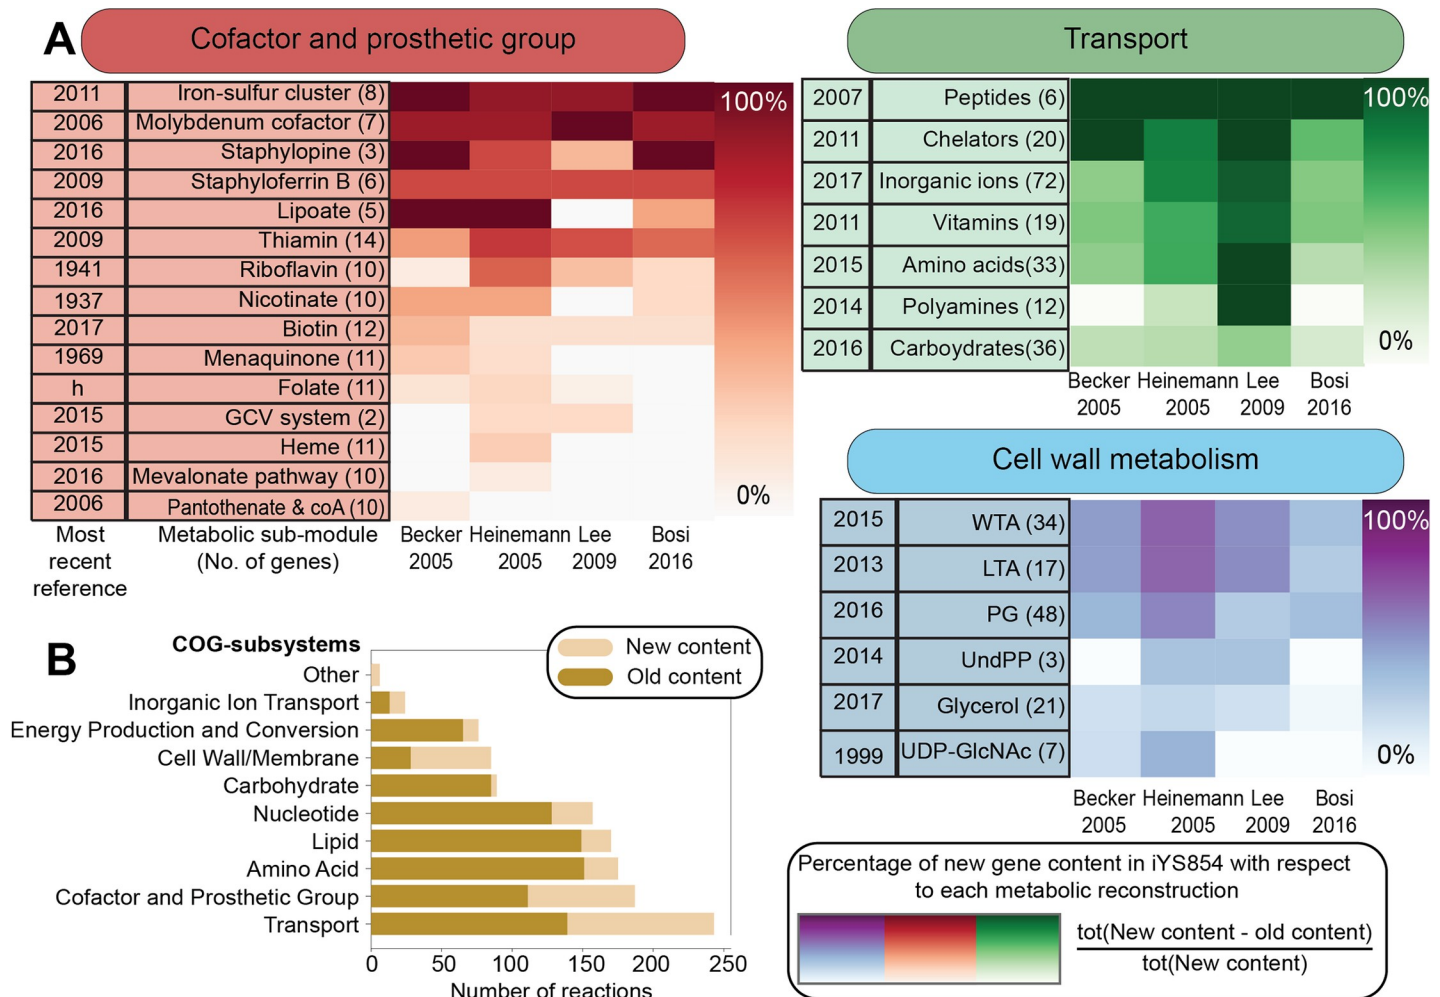 A
Cofactor and prosthetic group
2011 Iron-sulfur cluster (8)
2006 Molybdenum cofactor (7)
2016 Staphylopine (3)
2009 Staphyloferrin B (6)
2016 Lipoate (5)
2009 Thiamin (14)
1941 Riboflavin (10)
1937 Nicotinate (10)
2017 Biotin (12)
1969 Menaquinone (11)
h Folate (11)
2015 GCV system (2)
2015 Heme (11)
2016 Mevalonate pathway (10)
2006 Pantothenate & coA (10)
100%
0%
Most recent reference
Metabolic sub-module
(No. of genes)
Becker Heinemann Lee Bosi
2005 2005 2009 2016
Transport
2007 Peptides (6)
2011 Chelators (20)
2017 Inorganic ions (72)
2011 Vitamins (19)
2015 Amino acids(33)
2014 Polyamines (12)
2016 Carboydrates(36)
100%
0%
Becker Heinemann Lee Bosi
2005 2005 2009 2016
Cell wall metabolism
2015 WTA (34)
2013 LTA (17)
2016 PG (48)
2014 UndPP (3)
2017 Glycerol (21)
1999 UDP-GlcNAc (7)
100%
0%
Becker Heinemann Lee Bosi
2005 2005 2009 2016
B
COG-subsystems
New content
Old content
Other
Inorganic Ion Transport
Energy Production and Conversion
Cell Wall/Membrane
Carbohydrate
Nucleotide
Lipid
Amino Acid
Cofactor and Prosthetic Group
Transport
0 50 100 150 200 250
Number of reactions
Percentage of new gene content in iYS854 with respect
to each metabolic reconstruction
tot(New content - old content)
tot(New content)